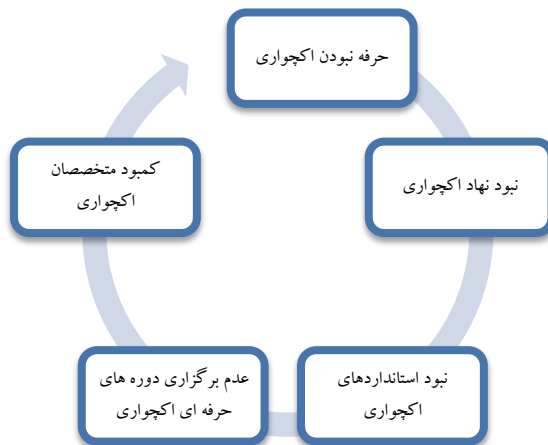 حرفه نبودن اکچواری
نبود نهاد اکچواری
نبود استانداردهای
اکچواری
عدم برگزاری دوره های
حرفه ای اکچواری
کمبود متخصصان
اکچواری